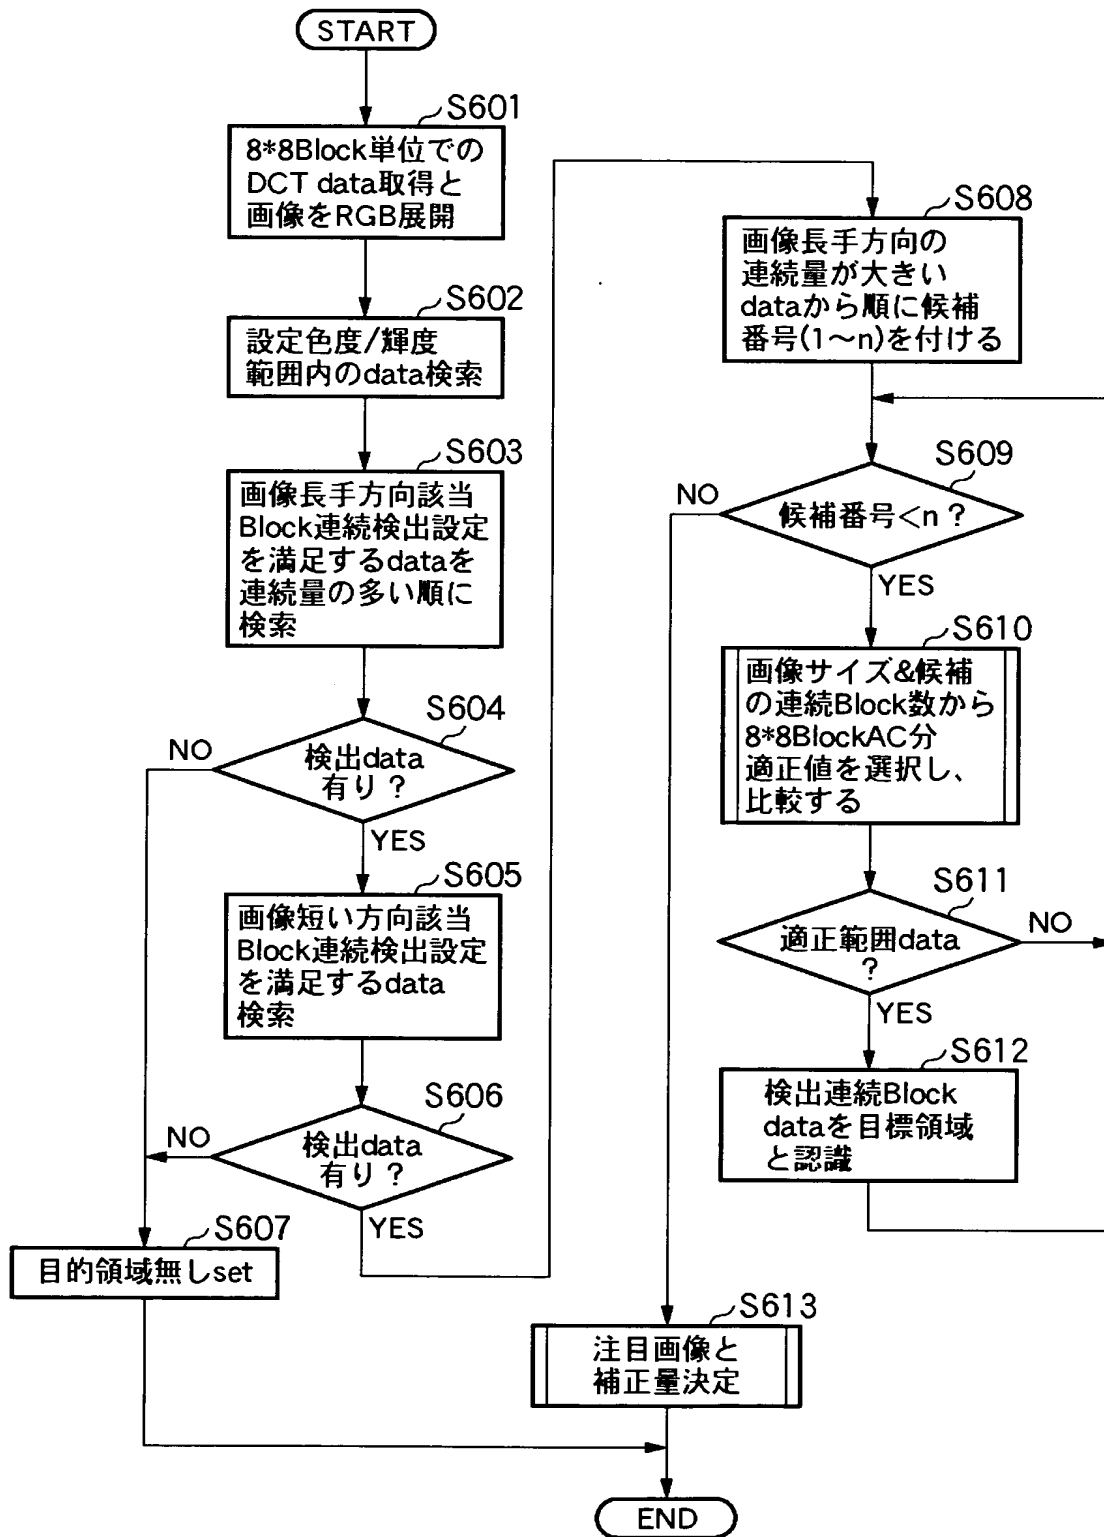 START
S601
8*8Block単位での
DCT data取得と
画像をRGB展開
S602
設定色度/輝度
範囲内のdata検索
S603
画像長手方向該当
Block連続検出設定
を満足するdataを
連続量の多い順に
検索
S604
検出data
有り？
NO
YES
S605
画像短い方向該当
Block連続検出設定
を満足するdata
検索
S606
検出data
有り？
NO
YES
S607
目的領域無しset
S608
画像長手方向の
連続量が大きい
dataから順に候補
番号(1～n)を付ける
S609
候補番号<n？
NO
YES
S610
画像サイズ&候補
の連続Block数から
8*8BlockAC分
適正値を選択し、
比較する
S611
適正範囲data
？
NO
YES
S612
検出連続Block
dataを目標領域
と認識
S613
注目画像と
補正量決定
END